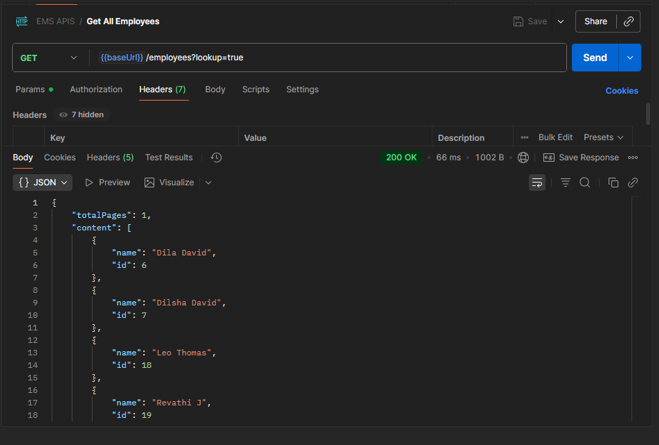 HTTP EMS APIS / Get All Employees Save Share
GET {{baseUrl}} /employees?lookup=true Send
Params Authorization Headers (7) Body Scripts Settings Cookies
Headers 7 hidden
Key Value Description Bulk Edit Presets
Body Cookies Headers (5) Test Results 200 OK 66 ms 1002 B Save Response
{ } JSON Preview Visualize
1 {
2 "totalPages": 1,
3 "content": [
4 {
5 "name": "Dila David",
6 "id": 6
7 },
8 {
9 "name": "Dilsha David",
10 "id": 7
11 },
12 {
13 "name": "Leo Thomas",
14 "id": 18
15 },
16 {
17 "name": "Revathi J",
18 "id": 19